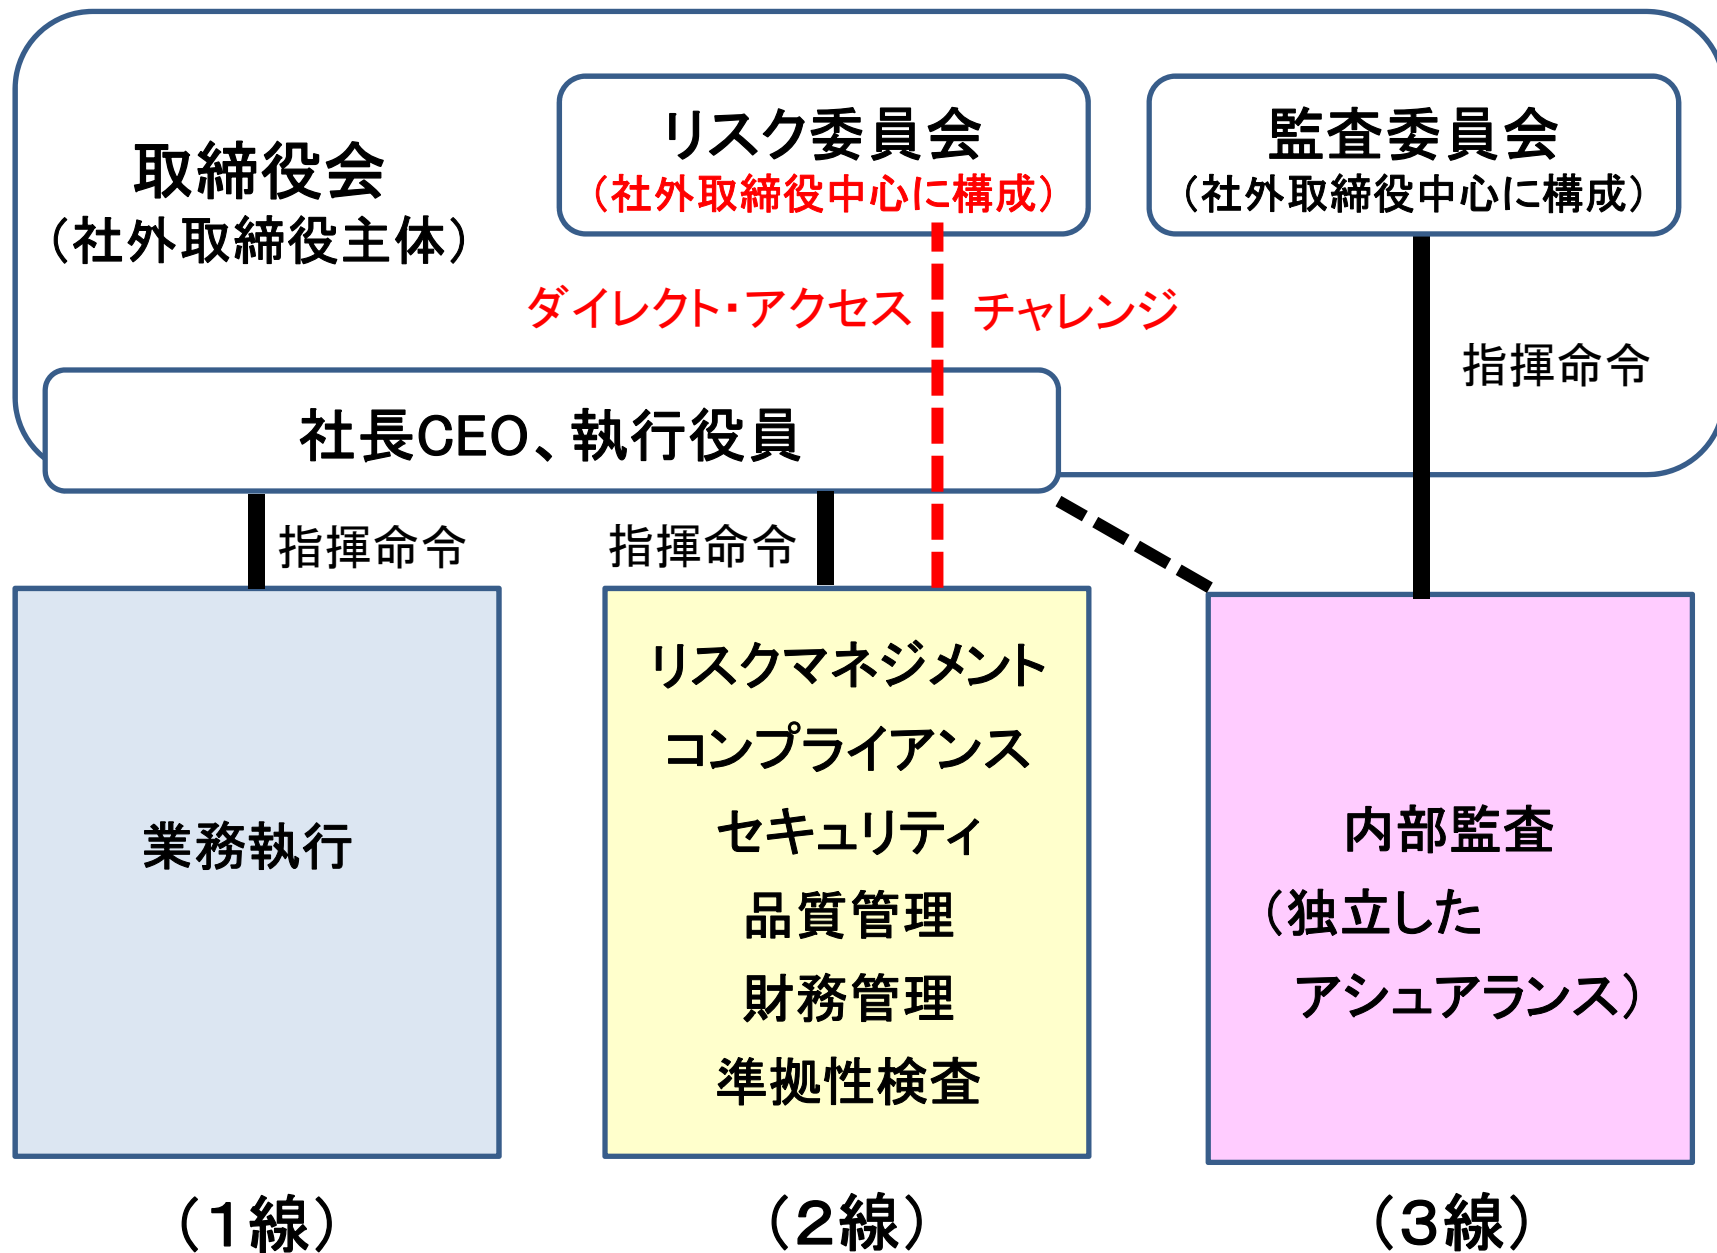 取締役会
（社外取締役主体）
リスク委員会
（社外取締役中心に構成）
監査委員会
（社外取締役中心に構成）
ダイレクト・アクセス
チャレンジ
指揮命令
社長CEO、執行役員
指揮命令
指揮命令
業務執行
リスクマネジメント
コンプライアンス
セキュリティ
品質管理
財務管理
準拠性検査
内部監査
（独立した
アシュアランス）
（１線）
（２線）
（３線）